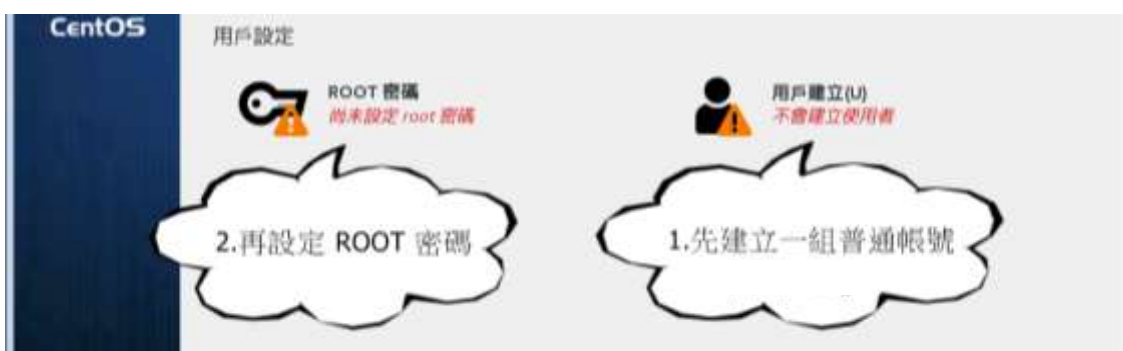 CentOS
用戶設定
ROOT 密碼
尚未設定 root 密碼
用戶建立(U)
不會建立使用者
2.再設定 ROOT 密碼
1.先建立一組普通帳號